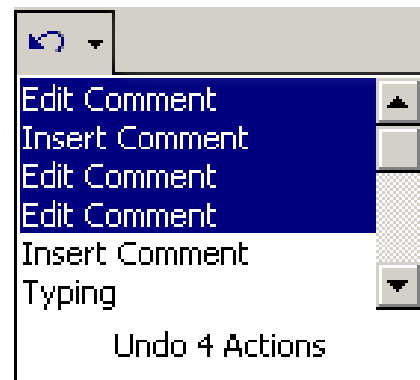 Edit Comment
Insert Comment
Edit Comment
Edit Comment
Insert Comment
Typing
Undo 4 Actions